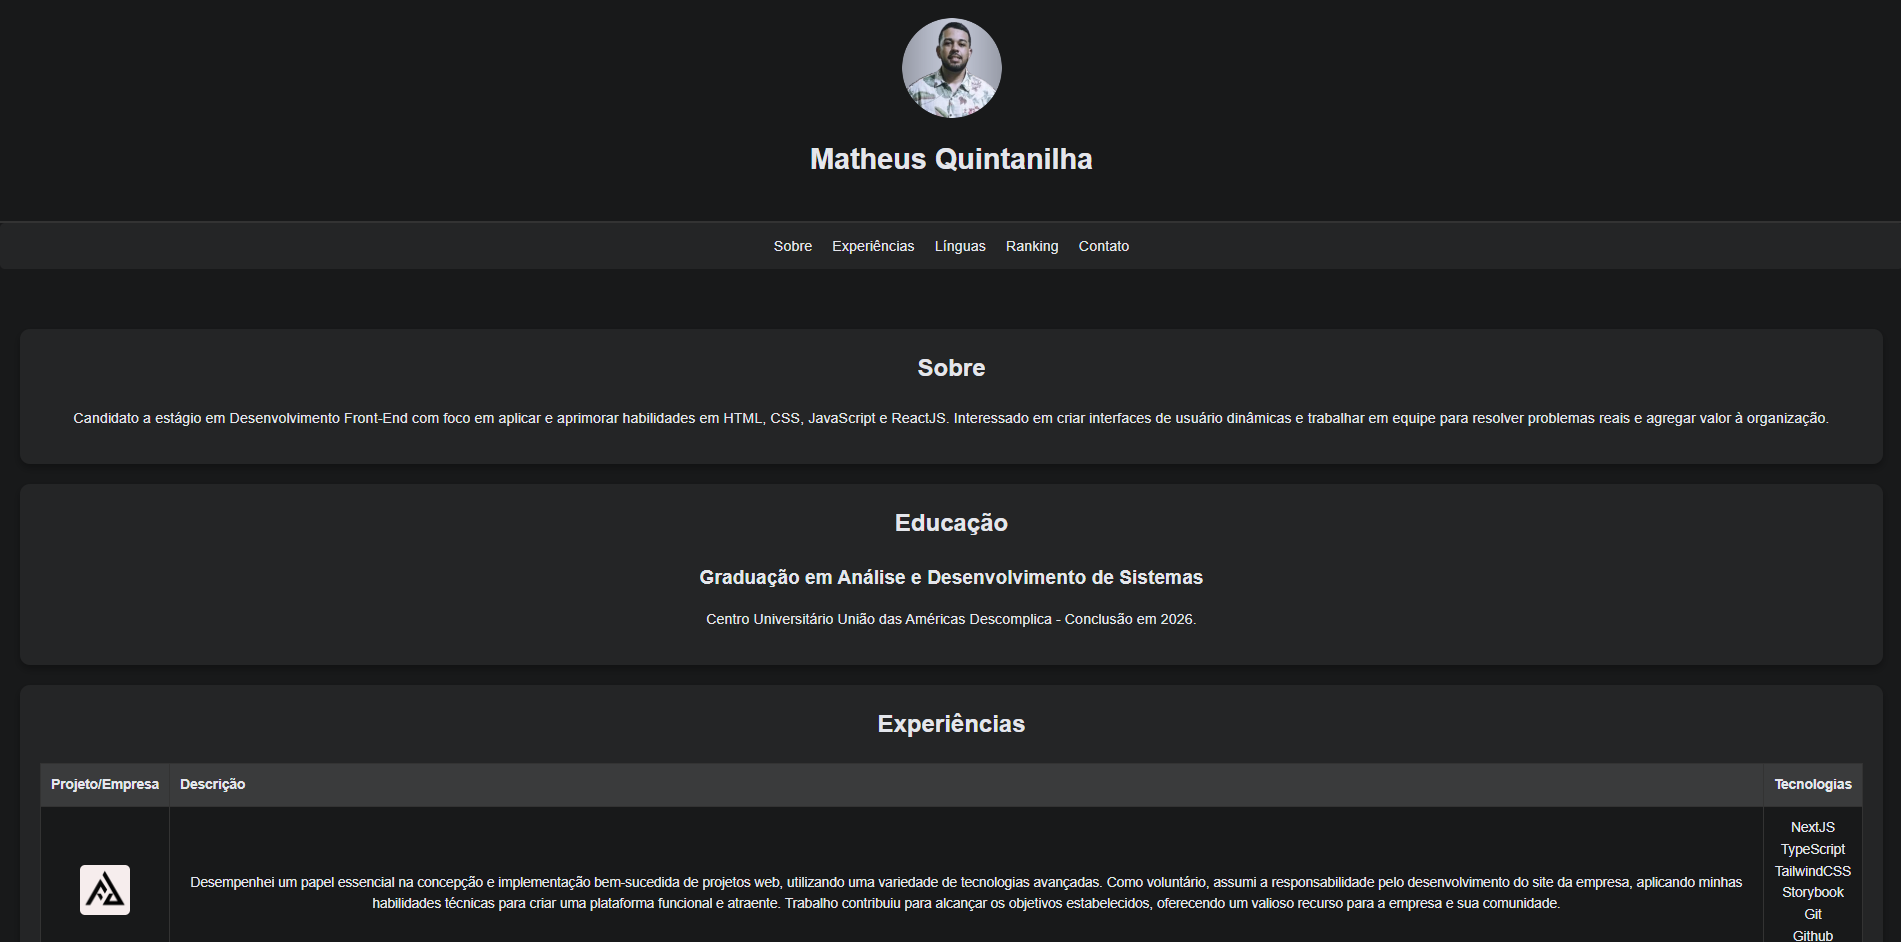 Matheus Quintanilha
Sobre Experiências Línguas Ranking Contato
Sobre
Candidato a estágio em Desenvolvimento Front-End com foco em aplicar e aprimorar habilidades em HTML, CSS, JavaScript e ReactJS. Interessado em criar interfaces de usuário dinâmicas e trabalhar em equipe para resolver problemas reais e agregar valor à organização.
Educação
Graduação em Análise e Desenvolvimento de Sistemas
Centro Universitário União das Américas Descomplica - Conclusão em 2026.
Experiências
Projeto/Empresa Descrição Tecnologias
Desempenhei um papel essencial na concepção e implementação bem-sucedida de projetos web, utilizando uma variedade de tecnologias avançadas. Como voluntário, assumi a responsabilidade pelo desenvolvimento do site da empresa, aplicando minhas
habilidades técnicas para criar uma plataforma funcional e atraente. Trabalho contribuiu para alcançar os objetivos estabelecidos, oferecendo um valioso recurso para a empresa e sua comunidade.
NextJS
TypeScript
TailwindCSS
Storybook
Git
Github